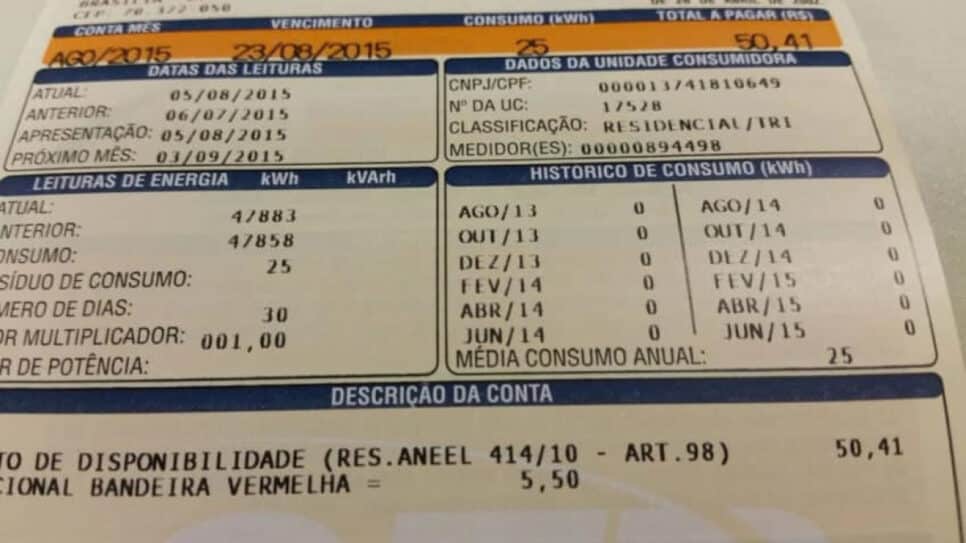 CEP 70.322-050
CONTA MÊS VENCIMENTO CONSUMO (kWh) TOTAL A PAGAR (R$)
AGO/2015 23/08/2015 25 50,41
DATAS DAS LEITURAS
ATUAL: 05/08/2015
ANTERIOR: 06/07/2015
APRESENTAÇÃO: 05/08/2015
PRÓXIMO MÊS: 03/09/2015
DADOS DA UNIDADE CONSUMIDORA
CNPJ/CPF: 000013741810649
Nº DA UC: 17528
CLASSIFICAÇÃO: RESIDENCIAL/TRI
MEDIDOR(ES): 00000894498
LEITURAS DE ENERGIA kWh kVArh
ATUAL: 47883
NTERIOR: 47858
ONSUMO: 25
SÍDUO DE CONSUMO:
MERO DE DIAS: 30
OR MULTIPLICADOR: 001,00
R DE POTÊNCIA:
HISTORICO DE CONSUMO (kWh)
AGO/13 0 AGO/14 0
OUT/13 0 OUT/14 0
DEZ/13 0 DEZ/14 0
FEV/14 0 FEV/15 0
ABR/14 0 ABR/15 0
JUN/14 0 JUN/15 0
MÉDIA CONSUMO ANUAL: 25
DESCRIÇÃO DA CONTA
TO DE DISPONIBILIDADE (RES.ANEEL 414/10 - ART.98) 50,41
CIONAL BANDEIRA VERMELHA = 5,50